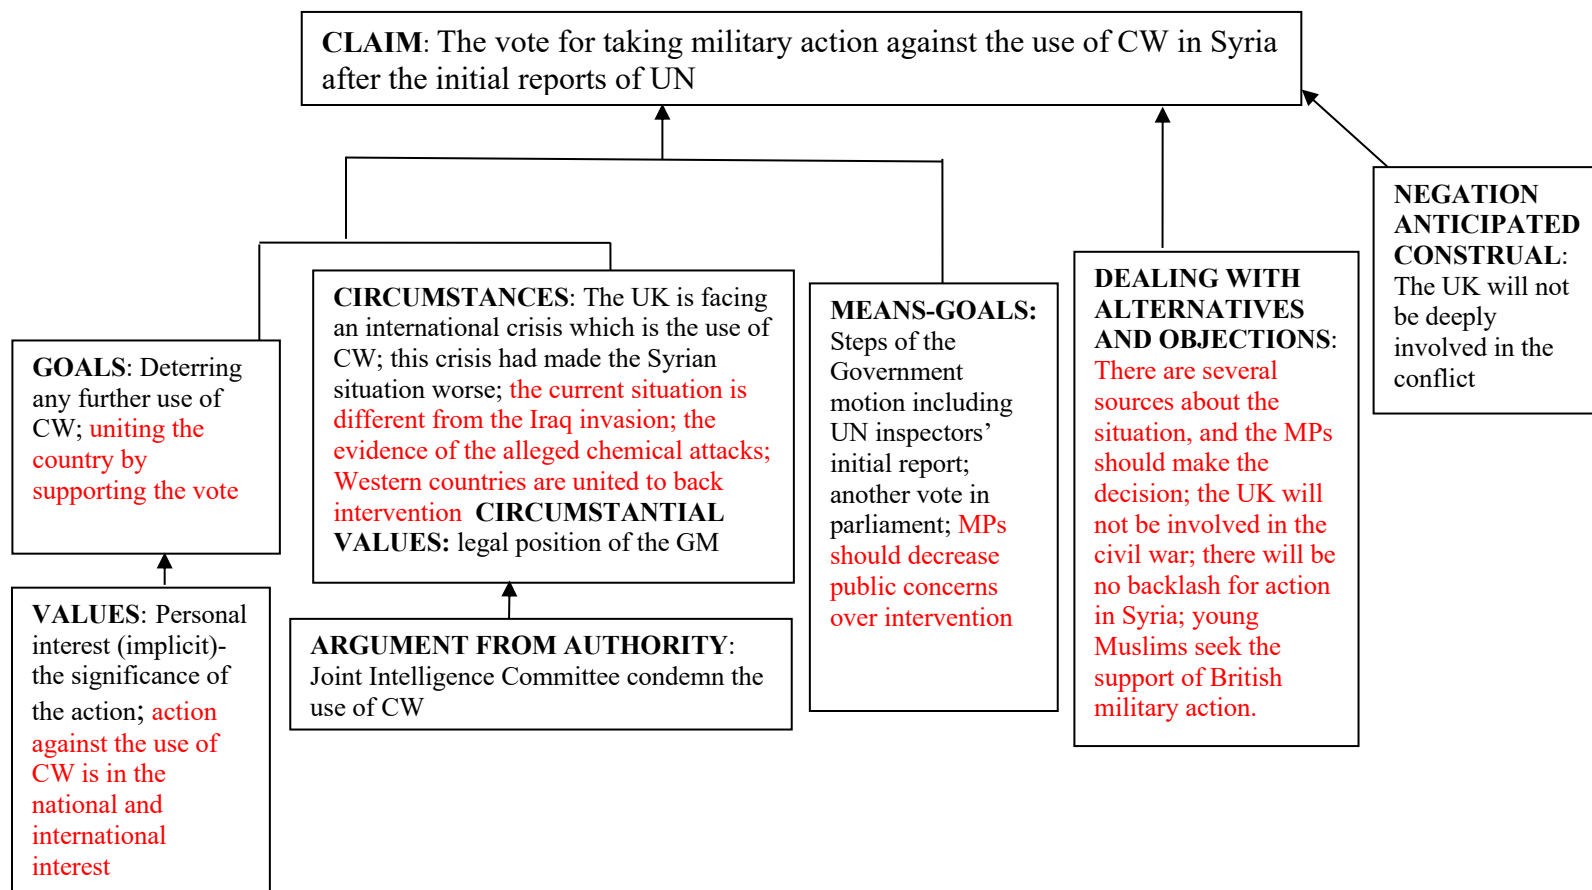 CLAIM: The vote for taking military action against the use of CW in Syria
after the initial reports of UN
GOALS: Deterring
any further use of
CW; uniting the
country by
supporting the vote
VALUES: Personal
interest (implicit)-
the significance of
the action; action
against the use of
CW is in the
national and
international
interest
CIRCUMSTANCES: The UK is facing
an international crisis which is the use of
CW; this crisis had made the Syrian
situation worse; the current situation is
different from the Iraq invasion; the
evidence of the alleged chemical attacks;
Western countries are united to back
intervention CIRCUMSTANTIAL
VALUES: legal position of the GM
ARGUMENT FROM AUTHORITY:
Joint Intelligence Committee condemn the
use of CW
MEANS-GOALS:
Steps of the
Government
motion including
UN inspectors’
initial report;
another vote in
parliament; MPs
should decrease
public concerns
over intervention
DEALING WITH
ALTERNATIVES
AND OBJECTIONS:
There are several
sources about the
situation, and the MPs
should make the
decision; the UK will
not be involved in the
civil war; there will be
no backlash for action
in Syria; young
Muslims seek the
support of British
military action.
NEGATION
ANTICIPATED
CONSTRUAL:
The UK will not
be deeply
involved in the
conflict